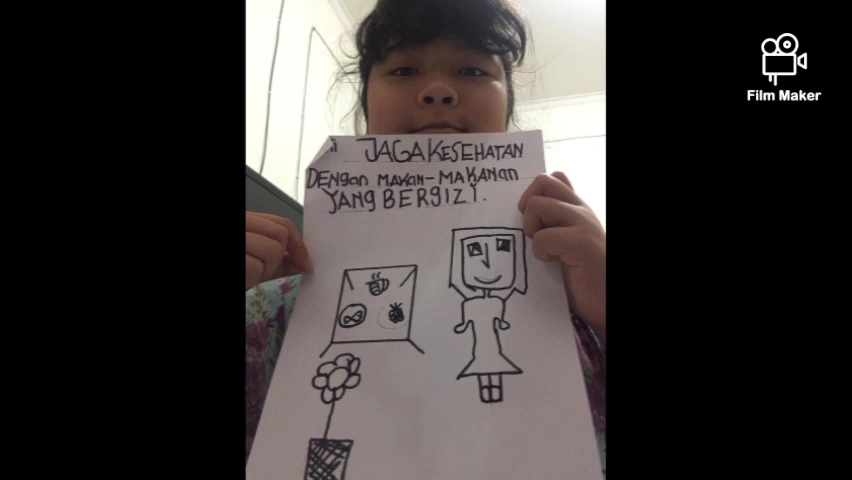 JAGA KESEHATAN
DENgAn MAKAN-MAKANAn
YANG BERGIZI.
Film Maker